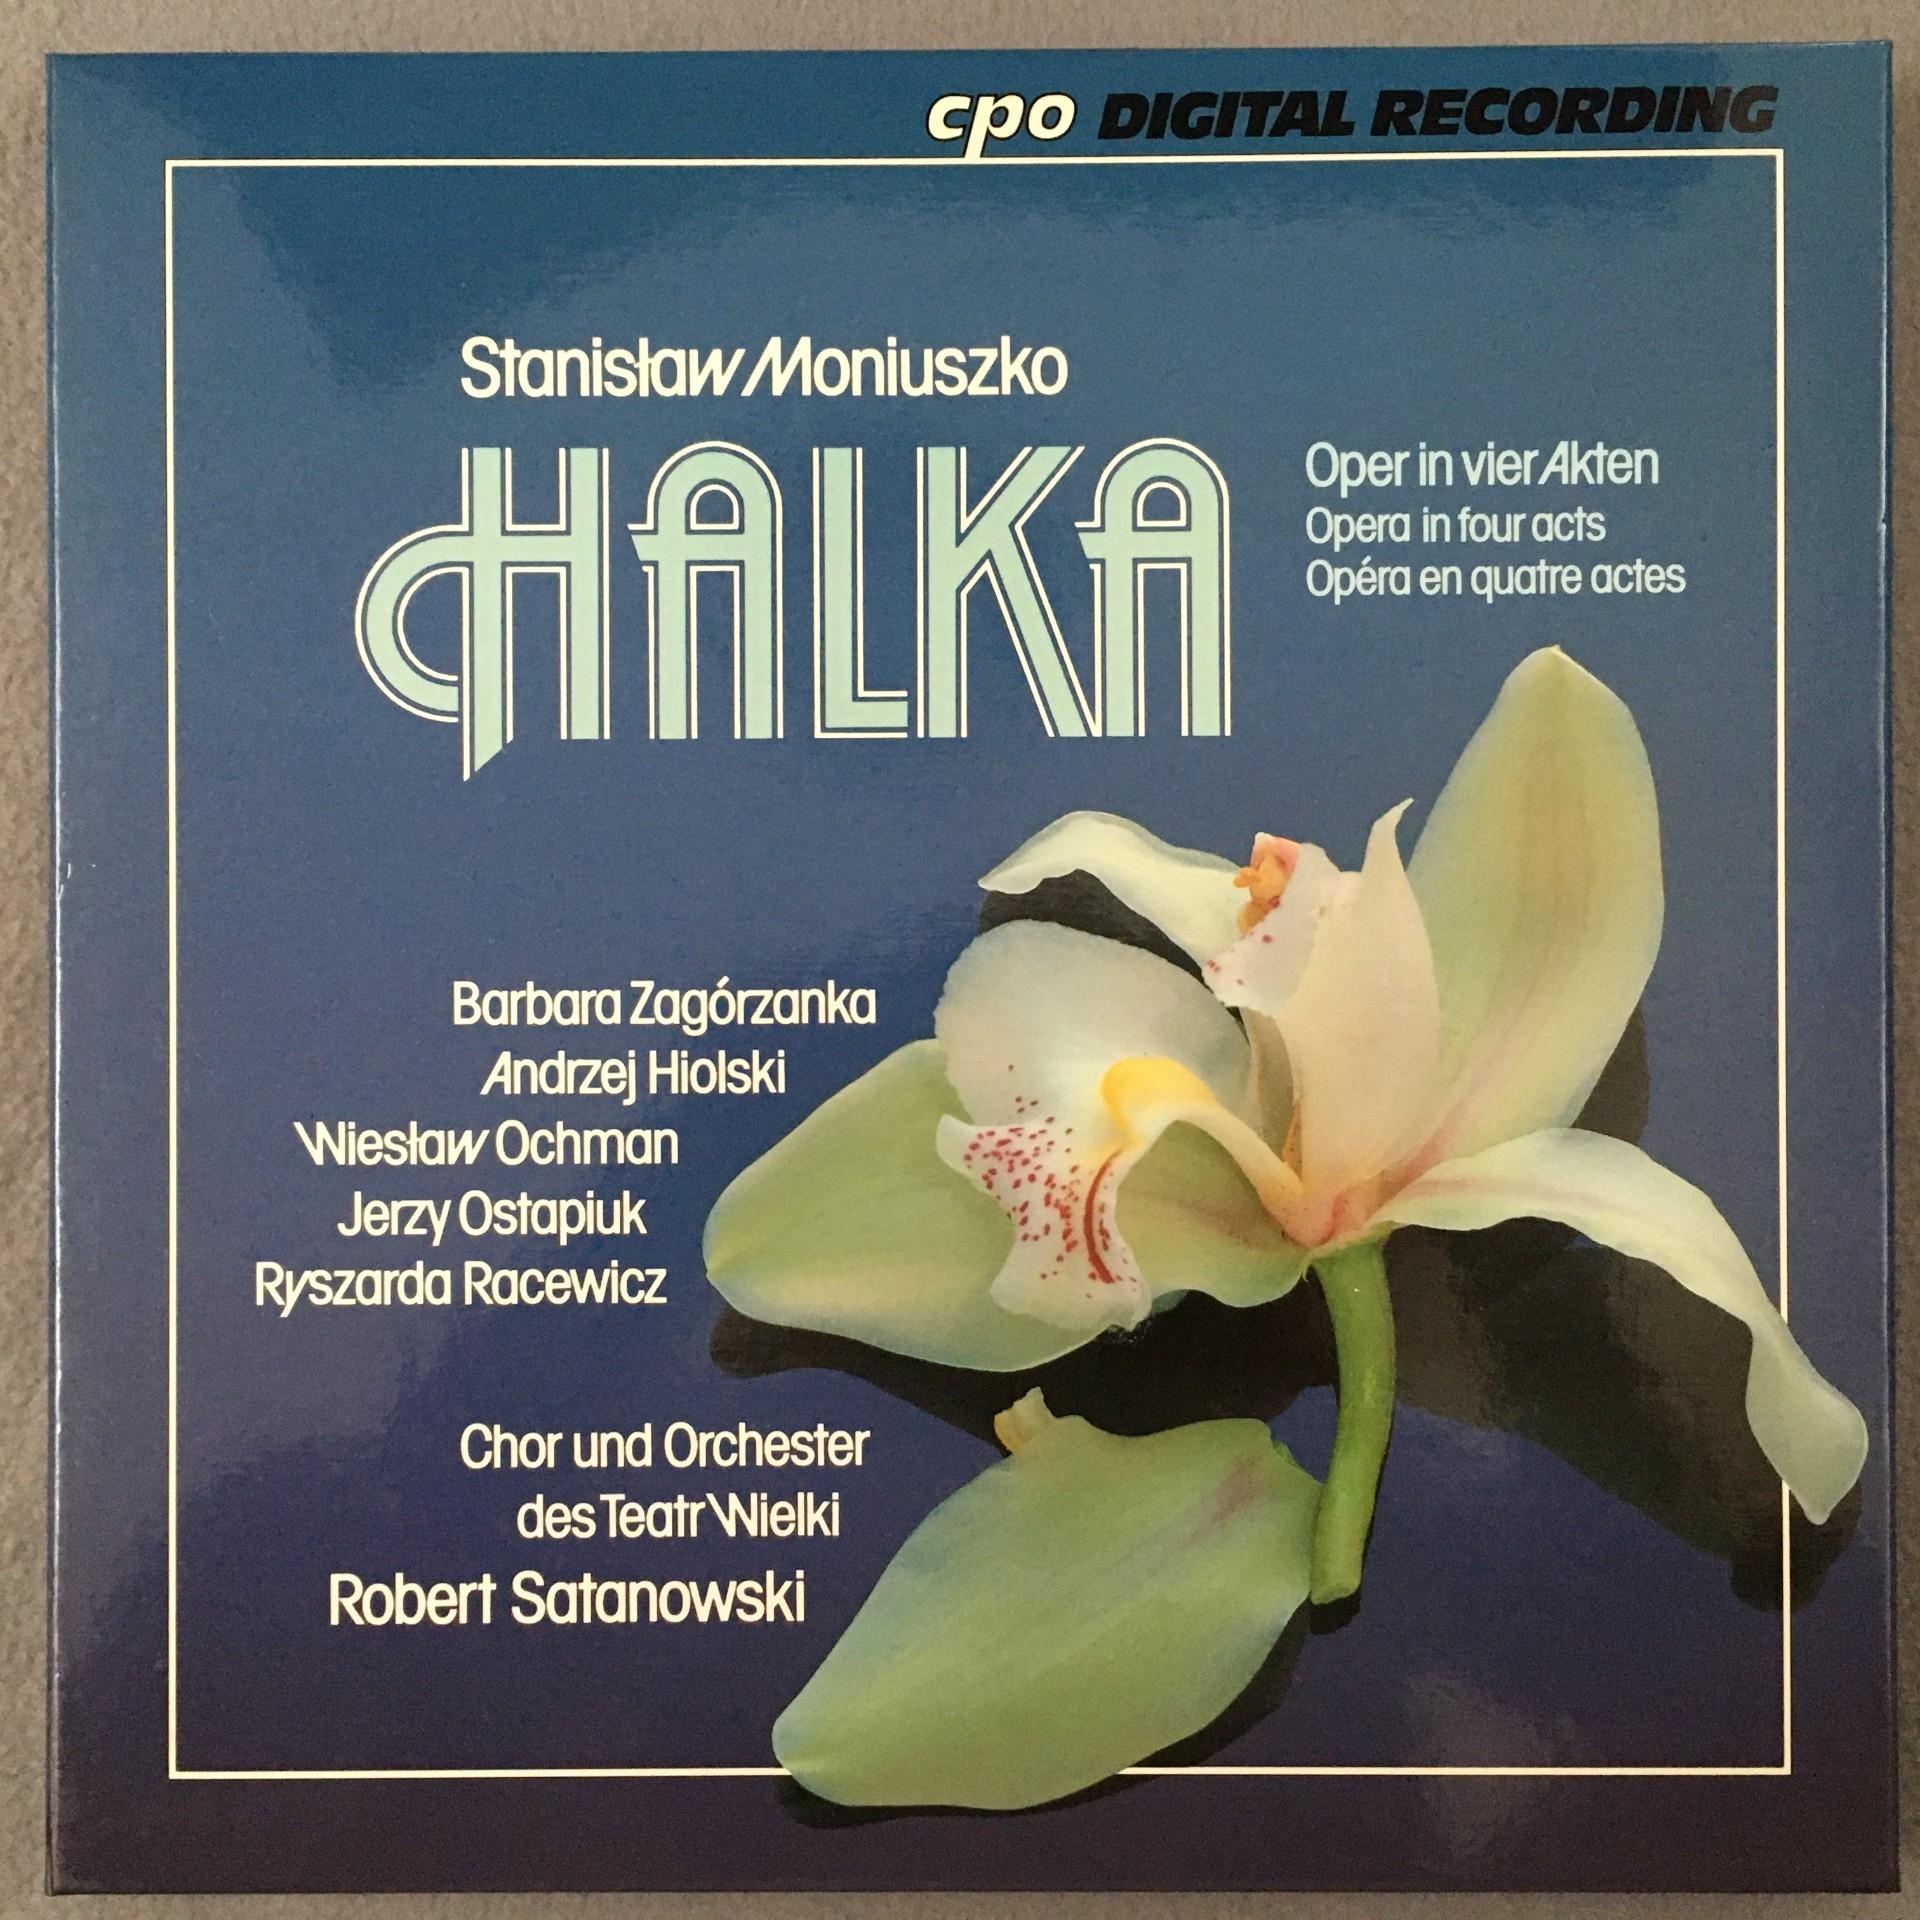 cpo DIGITAL RECORDING
Stanisław Moniuszko
HALKA
Oper in vier Akten
Opera in four acts
Opéra en quatre actes
Barbara Zagórzanka
Andrzej Hiolski
Wiesław Ochman
Jerzy Ostapiuk
Ryszarda Racewicz
Chor und Orchester
des Teatr Wielki
Robert Satanowski